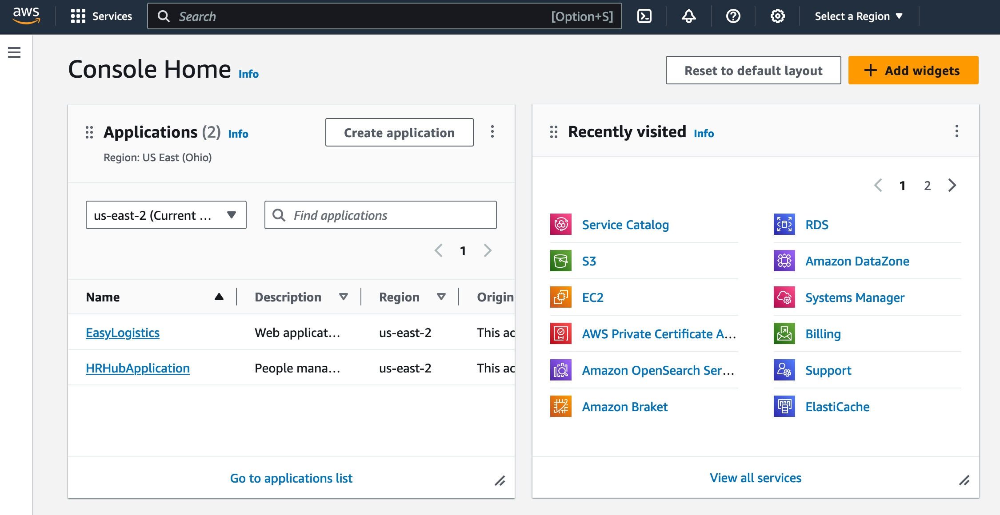 aws
Services
Search
[Option+S]
Select a Region
Console Home Info
Reset to default layout
Add widgets
Applications (2) Info
Region: US East (Ohio)
Create application
us-east-2 (Current ...
Find applications
1
Name
Description
Region
Origin
EasyLogistics
Web applicat...
us-east-2
This ac
HRHubApplication
People mana...
us-east-2
This ac
Go to applications list
Recently visited Info
1
2
Service Catalog
S3
EC2
AWS Private Certificate A...
Amazon OpenSearch Ser...
Amazon Braket
RDS
Amazon DataZone
Systems Manager
Billing
Support
ElastiCache
View all services